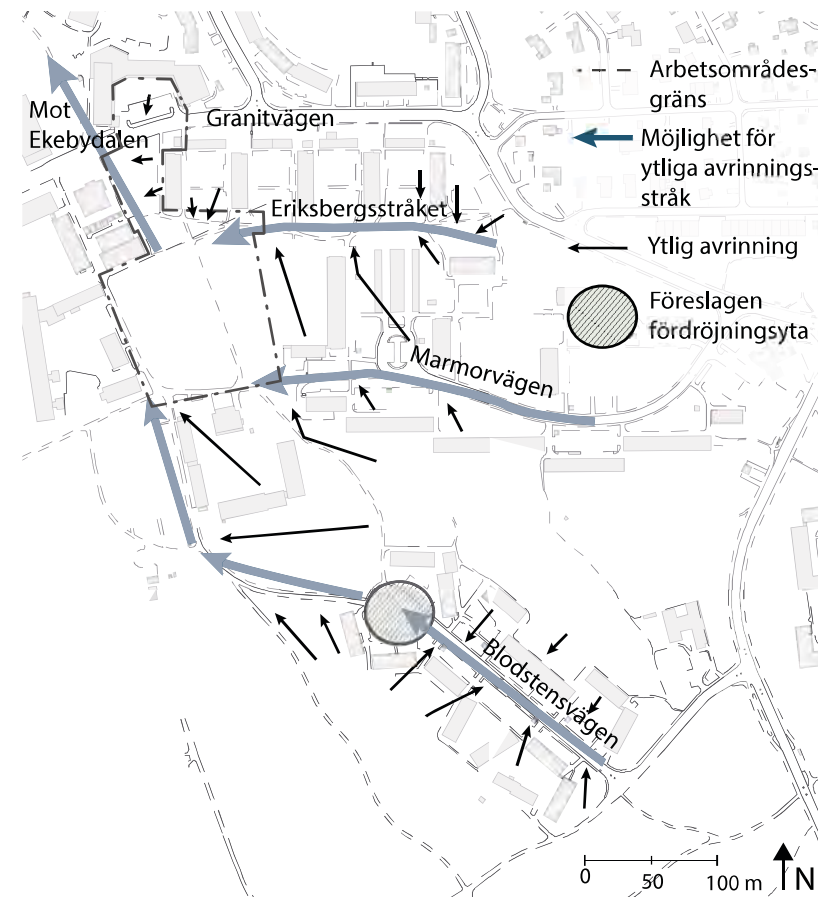 Mot
Ekebydalen
Granitvägen
Eriksbergsstråket
Marmorvägen
Blodstensvägen
Arbetsområdes-
gräns
Möjlighet för
ytliga avrinnings-
stråk
Ytlig avrinning
Föreslagen
fördröjningsyta
0 50 100 m
N